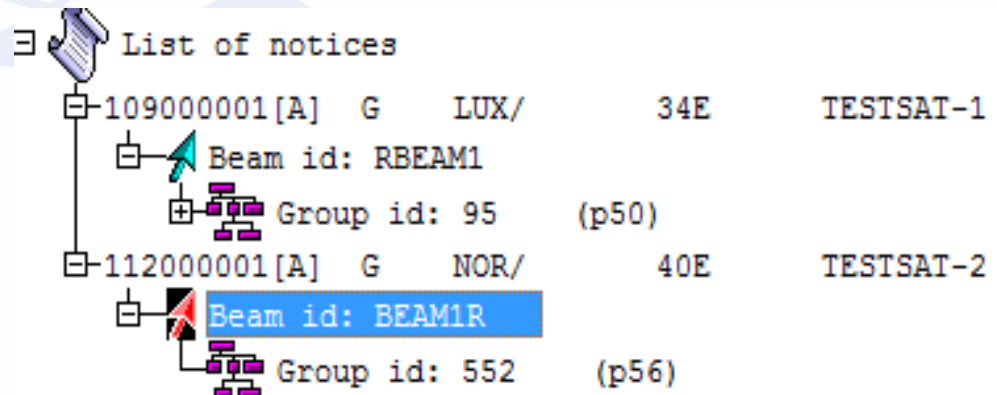 List of notices
109000001[A] G LUX/ 34E TESTSAT-1
Beam id: RBEAM1
Group id: 95 (p50)
112000001[A] G NOR/ 40E TESTSAT-2
Beam id: BEAM1R
Group id: 552 (p56)